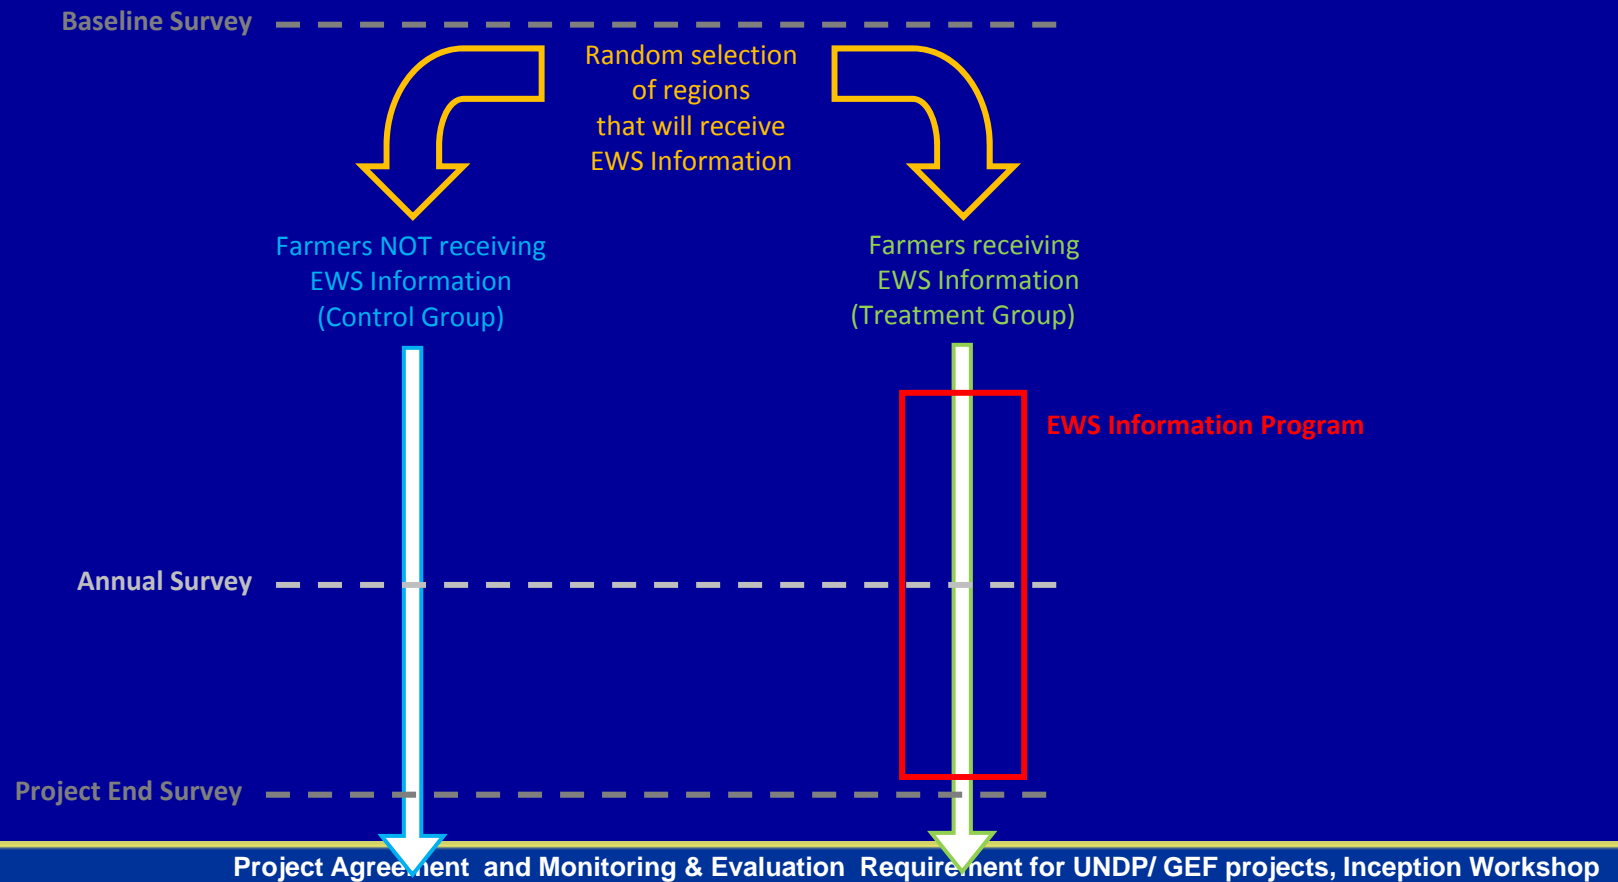 Baseline Survey
Random selection
of regions
that will receive
EWS Information
Farmers NOT receiving
EWS Information
(Control Group)
Farmers receiving
EWS Information
(Treatment Group)
EWS Information Program
Annual Survey
Project End Survey
Project Agreement and Monitoring & Evaluation Requirement for UNDP/ GEF projects, Inception Workshop